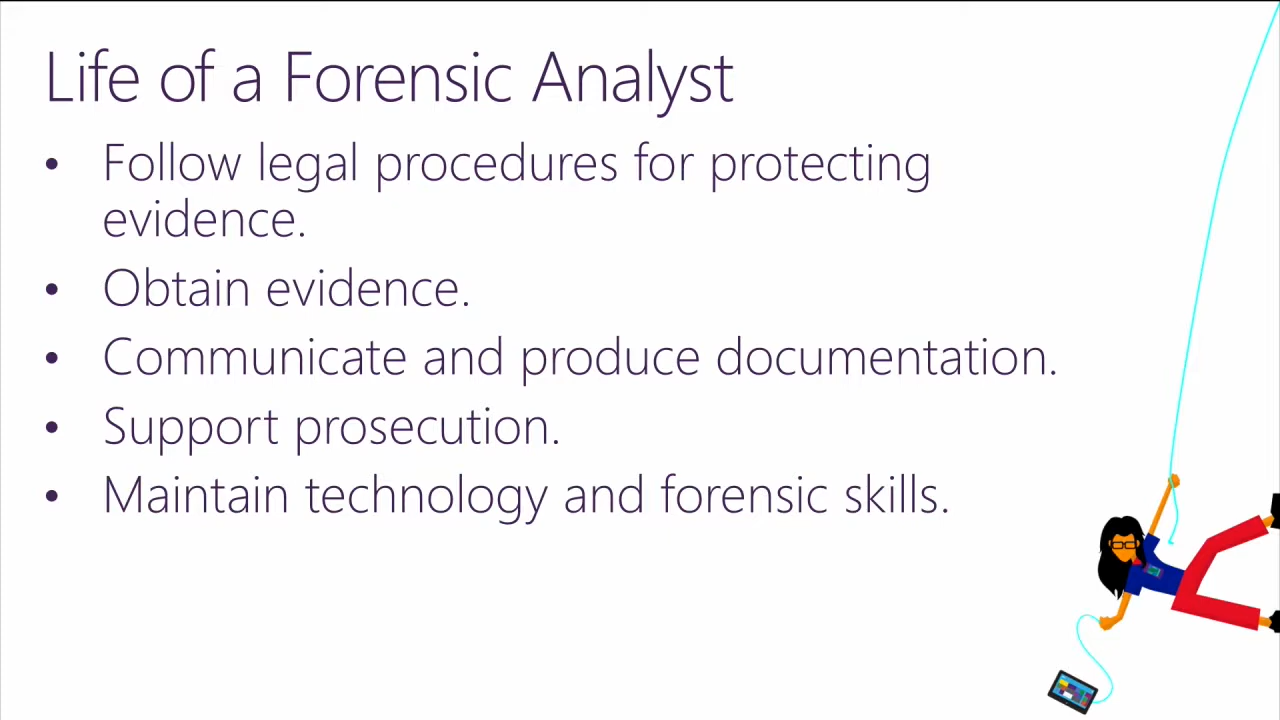 Life of a Forensic Analyst
• Follow legal procedures for protecting
evidence.
• Obtain evidence.
• Communicate and produce documentation.
• Support prosecution.
• Maintain technology and forensic skills.